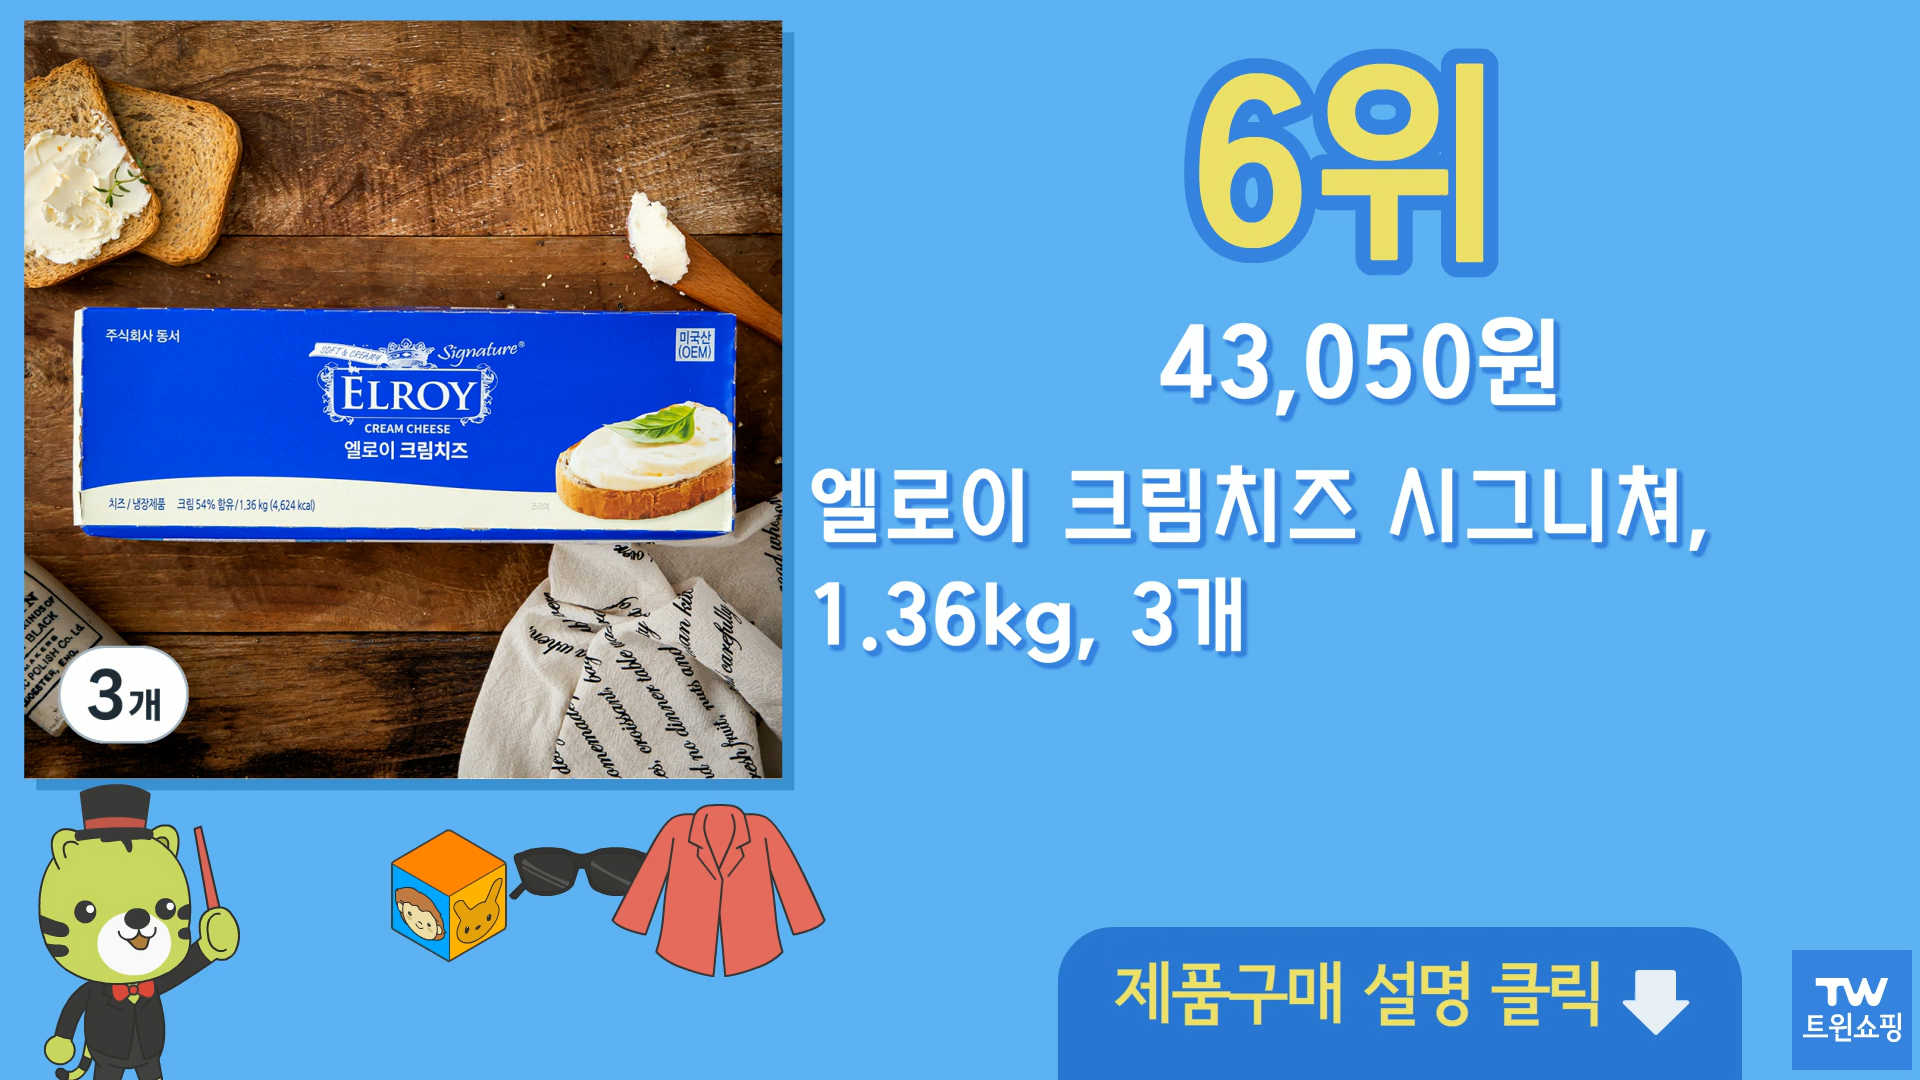 6위
43,050원
엘로이 크림치즈 시그니쳐,
1.36kg, 3개
주식회사 동서
미국산
(OEM)
SOFT & CREAMY
Signature®
ELROY
CREAM CHEESE
엘로이 크림치즈
치즈 / 냉장제품 크림 54% 함유 / 1.36 kg (4,624 kcal)
3개
제품구매 설명 클릭
TW
트윈쇼핑